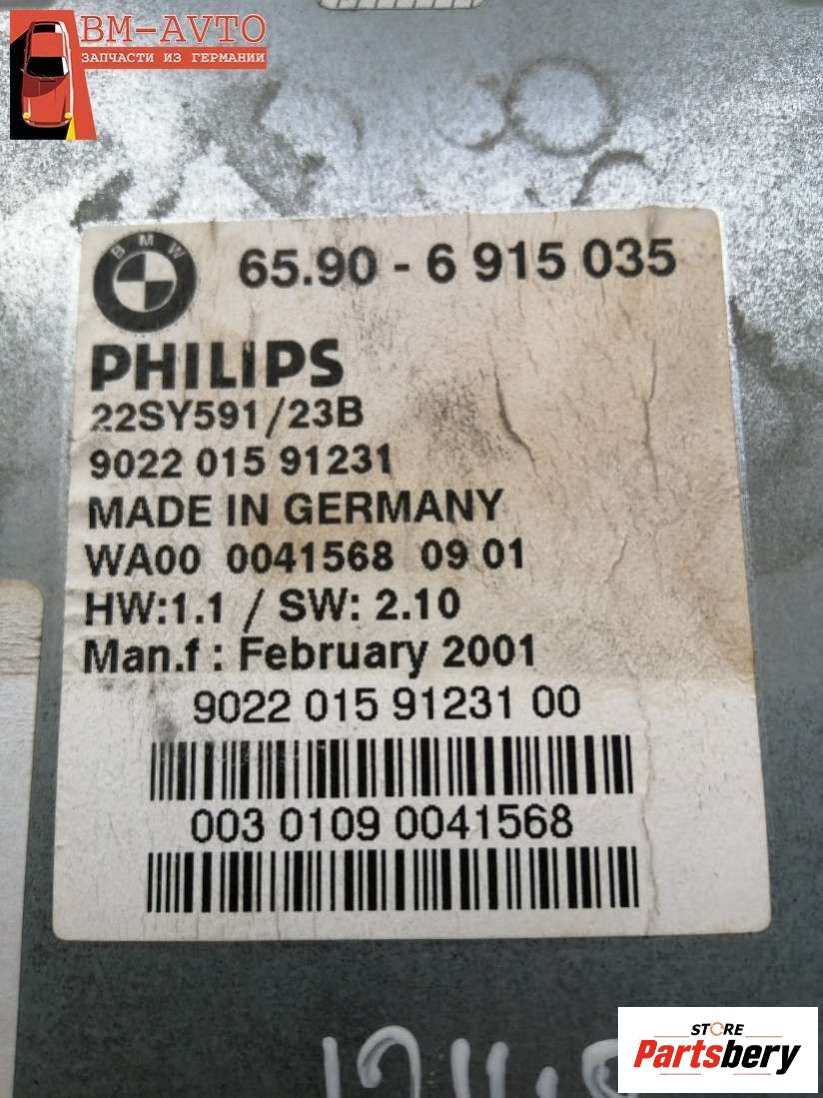 BM-AVTO
ЗАПЧАСТИ ИЗ ГЕРМАНИИ
BMW
65.90 - 6 915 035
PHILIPS
22SY591/23B
9022 015 91231
MADE IN GERMANY
WA00 0041568 09 01
HW:1.1 / SW: 2.10
Man.f : February 2001
9022 015 91231 00
003 0109 0041568
STORE
Partsbery